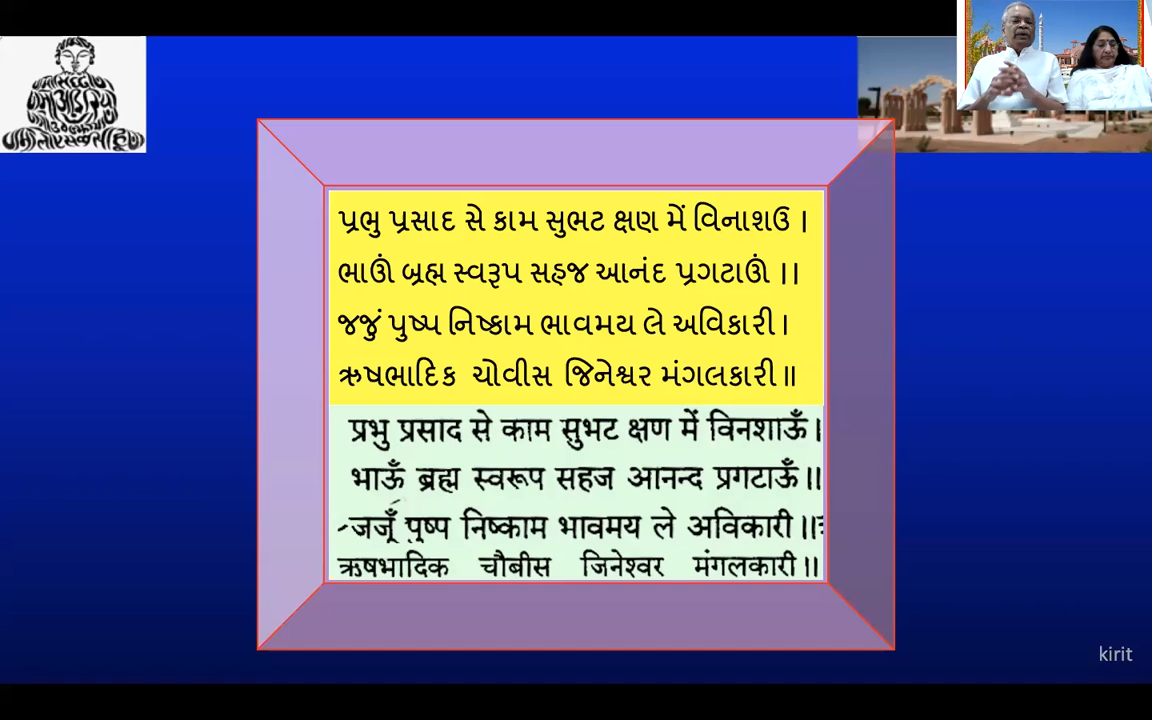 પ્રભુ પ્રસાદ સે કામ સુભટ ક્ષણ મેં વિનાશઉ ।
ભાઊં બ્રહ્મ સ્વરૂપ સહજ આનંદ પ્રગટાઊં ।।
જજું પુષ્પ નિષ્કામ ભાવમય લે અવિકારી ।
ઋષભાદિક ચોવીસ જિનેશ્વર મંગલકારી ॥
प्रभु प्रसाद से काम सुभट क्षण में विनशाऊँ।
भाऊँ ब्रह्म स्वरूप सहज आनन्द प्रगटाऊँ॥
जजूँ पुष्प निष्काम भावमय ले अविकारी॥
ऋषभादिक चौबीस जिनेश्वर मंगलकारी॥
kirit